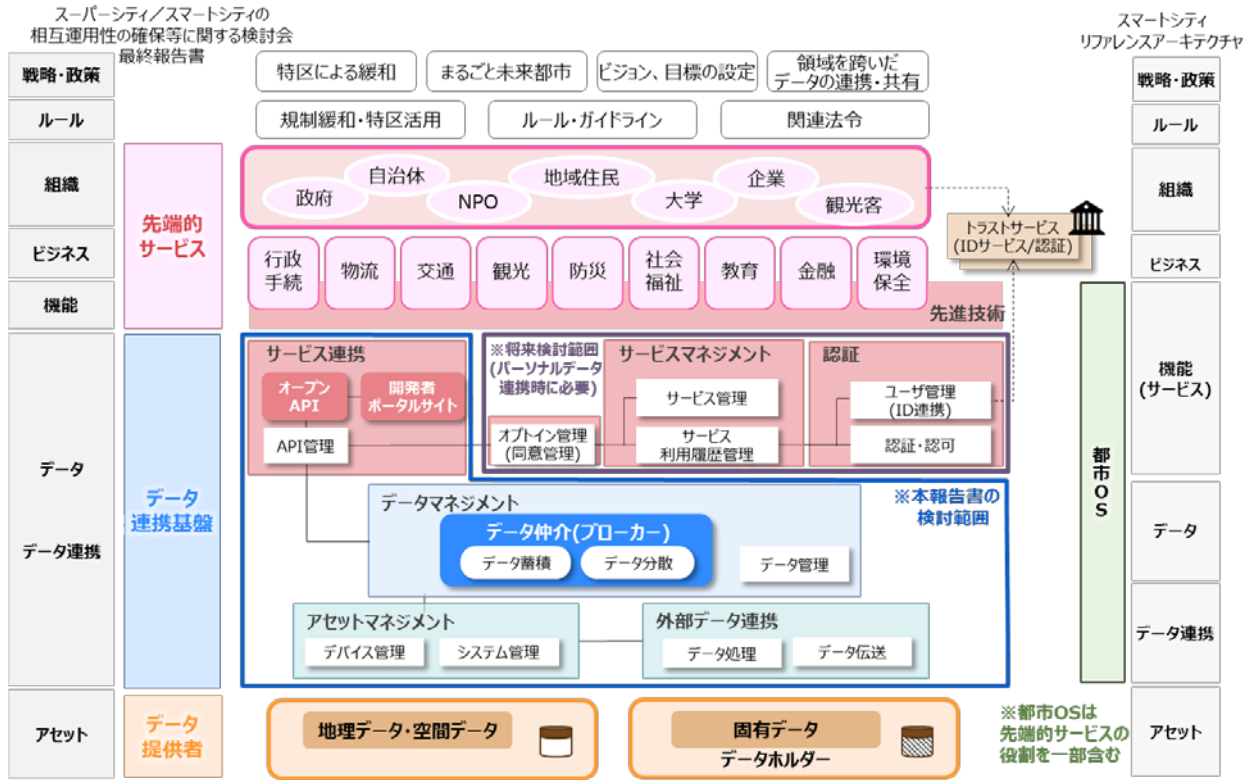 スーパーシティ／スマートシティの
相互運用性の確保等に関する検討会
最終報告書
スマートシティ
リファレンスアーキテクチャ
戦略・政策
特区による緩和
まるごと未来都市
ビジョン、目標の設定
領域を跨いだ
データの連携・共有
戦略・政策
ルール
規制緩和・特区活用
ルール・ガイドライン
関連法令
ルール
組織
先端的
サービス
政府
自治体
NPO
地域住民
大学
企業
観光客
組織
トラストサービス
(IDサービス/認証)
ビジネス
行政
手続
物流
交通
観光
防災
社会
福祉
教育
金融
環境
保全
ビジネス
機能
先進技術
サービス連携
オープン
API
開発者
ポータルサイト
API管理
※将来検討範囲
(パーソナルデータ
連携時に必要)
オプトイン管理
(同意管理)
サービスマネジメント
サービス管理
サービス
利用履歴管理
認証
ユーザ管理
(ID連携)
認証・認可
機能
(サービス)
都市OS
データ
データ連携
データ
連携基盤
データマネジメント
データ仲介(ブローカー)
データ蓄積
データ分散
データ管理
※本報告書の
検討範囲
データ
アセットマネジメント
デバイス管理
システム管理
外部データ連携
データ処理
データ伝送
データ連携
アセット
データ
提供者
地理データ・空間データ
固有データ
データホルダー
※都市OSは
先端的サービスの
役割を一部含む
アセット